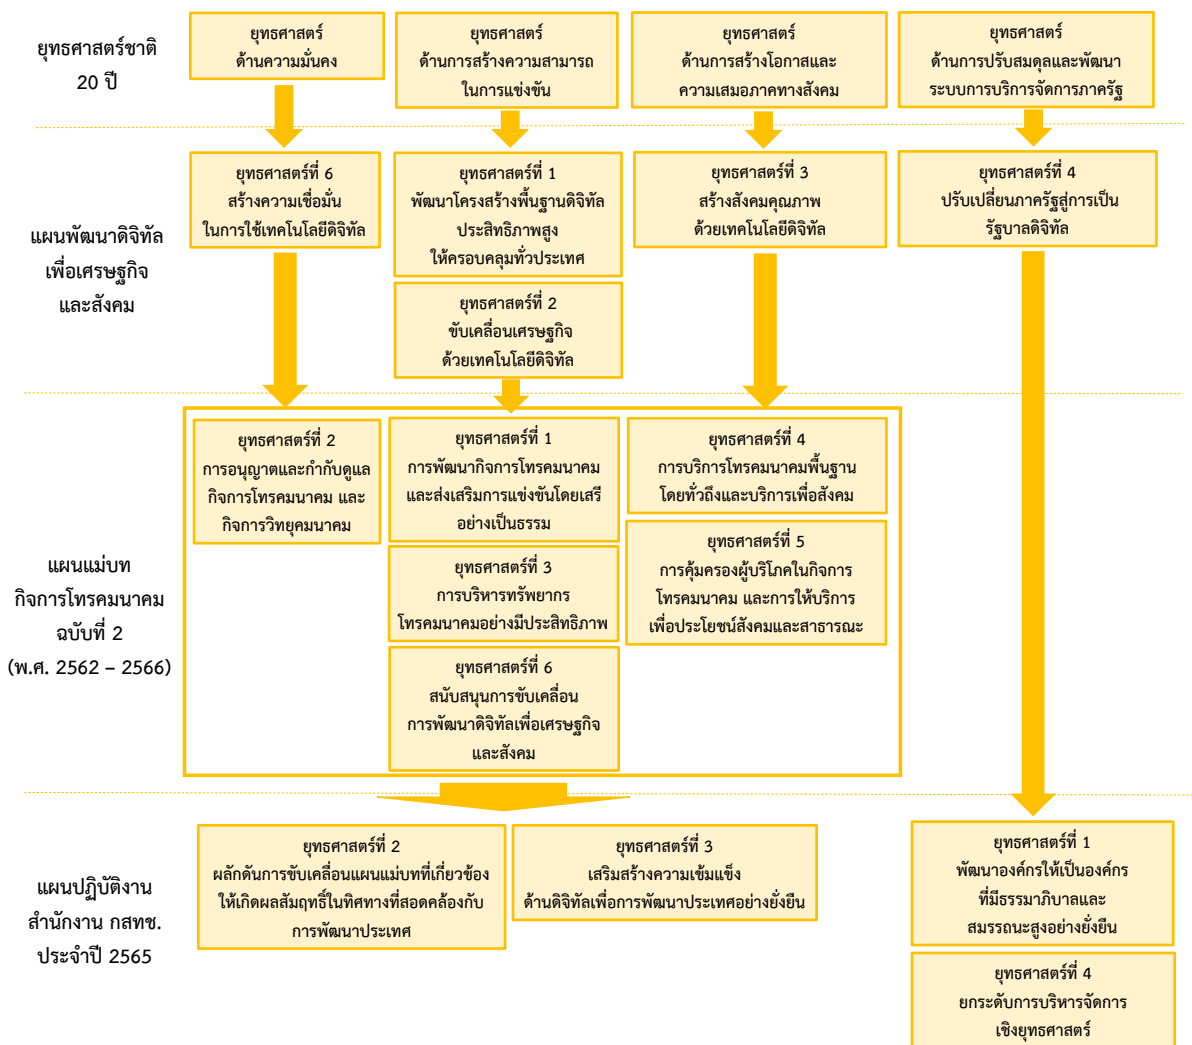 ยุทธศาสตร์ชาติ
20 ปี
ยุทธศาสตร์
ด้านความมั่นคง
ยุทธศาสตร์
ด้านการสร้างความสามารถ
ในการแข่งขัน
ยุทธศาสตร์
ด้านการสร้างโอกาสและ
ความเสมอภาคทางสังคม
ยุทธศาสตร์
ด้านการปรับสมดุลและพัฒนา
ระบบการบริการจัดการภาครัฐ
แผนพัฒนาดิจิทัล
เพื่อเศรษฐกิจ
และสังคม
ยุทธศาสตร์ที่ 6
สร้างความเชื่อมั่น
ในการใช้เทคโนโลยีดิจิทัล
ยุทธศาสตร์ที่ 1
พัฒนาโครงสร้างพื้นฐานดิจิทัล
ประสิทธิภาพสูง
ให้ครอบคลุมทั่วประเทศ
ยุทธศาสตร์ที่ 2
ขับเคลื่อนเศรษฐกิจ
ด้วยเทคโนโลยีดิจิทัล
ยุทธศาสตร์ที่ 3
สร้างสังคมคุณภาพ
ด้วยเทคโนโลยีดิจิทัล
ยุทธศาสตร์ที่ 4
ปรับเปลี่ยนภาครัฐสู่การเป็น
รัฐบาลดิจิทัล
แผนแม่บท
กิจการโทรคมนาคม
ฉบับที่ 2
(พ.ศ. 2562 – 2566)
ยุทธศาสตร์ที่ 2
การอนุญาตและกำกับดูแล
กิจการโทรคมนาคม และ
กิจการวิทยุคมนาคม
ยุทธศาสตร์ที่ 1
การพัฒนากิจการโทรคมนาคม
และส่งเสริมการแข่งขันโดยเสรี
อย่างเป็นธรรม
ยุทธศาสตร์ที่ 3
การบริหารทรัพยากร
โทรคมนาคมอย่างมีประสิทธิภาพ
ยุทธศาสตร์ที่ 6
สนับสนุนการขับเคลื่อน
การพัฒนาดิจิทัลเพื่อเศรษฐกิจ
และสังคม
ยุทธศาสตร์ที่ 4
การบริการโทรคมนาคมพื้นฐาน
โดยทั่วถึงและบริการเพื่อสังคม
ยุทธศาสตร์ที่ 5
การคุ้มครองผู้บริโภคในกิจการ
โทรคมนาคม และการให้บริการ
เพื่อประโยชน์สังคมและสาธารณะ
แผนปฏิบัติงาน
สำนักงาน กสทช.
ประจำปี 2565
ยุทธศาสตร์ที่ 2
ผลักดันการขับเคลื่อนแผนแม่บทที่เกี่ยวข้อง
ให้เกิดผลสัมฤทธิ์ในทิศทางที่สอดคล้องกับ
การพัฒนาประเทศ
ยุทธศาสตร์ที่ 3
เสริมสร้างความเข้มแข็ง
ด้านดิจิทัลเพื่อการพัฒนาประเทศอย่างยั่งยืน
ยุทธศาสตร์ที่ 1
พัฒนาองค์กรให้เป็นองค์กร
ที่มีธรรมาภิบาลและ
สมรรถนะสูงอย่างยั่งยืน
ยุทธศาสตร์ที่ 4
ยกระดับการบริหารจัดการ
เชิงยุทธศาสตร์